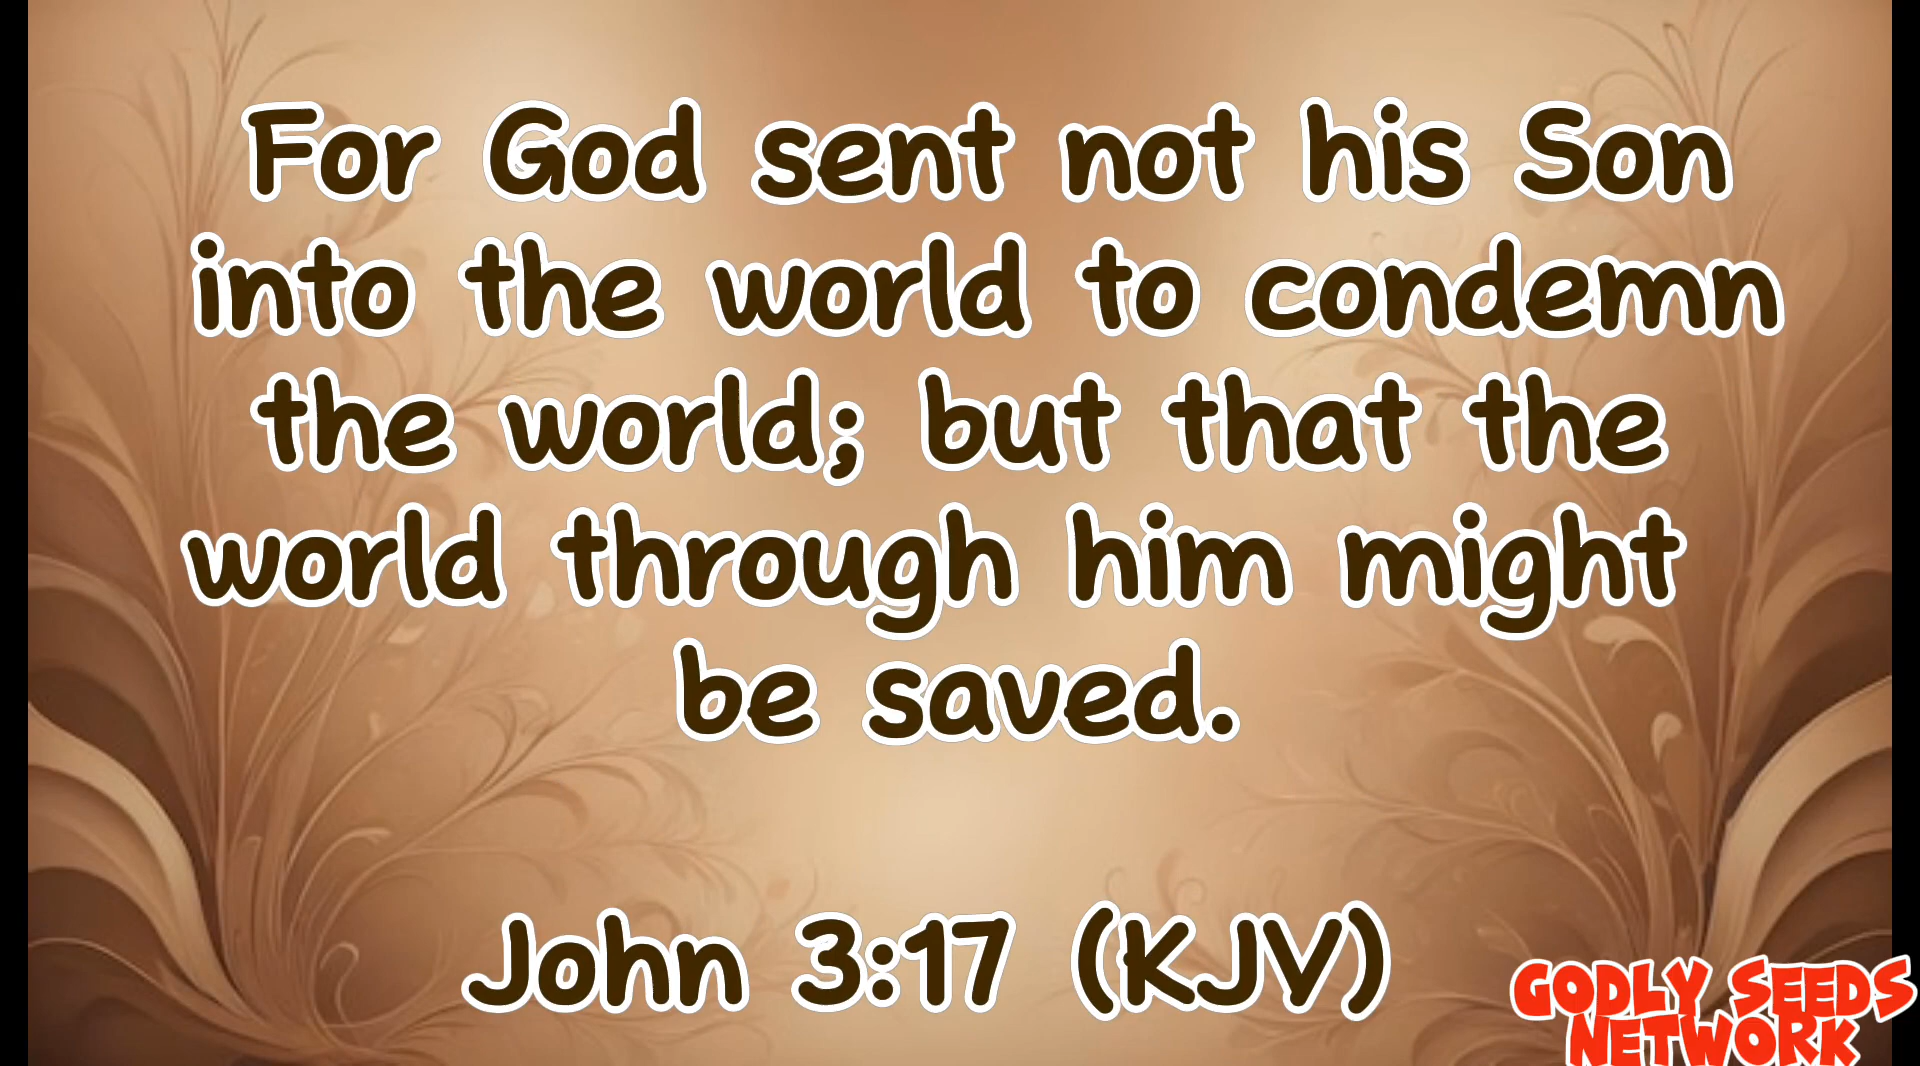 For God sent not his Son
into the world to condemn
the world; but that the
world through him might
be saved.
John 3:17 (KJV)
GODLY SEEDS
NETWORK